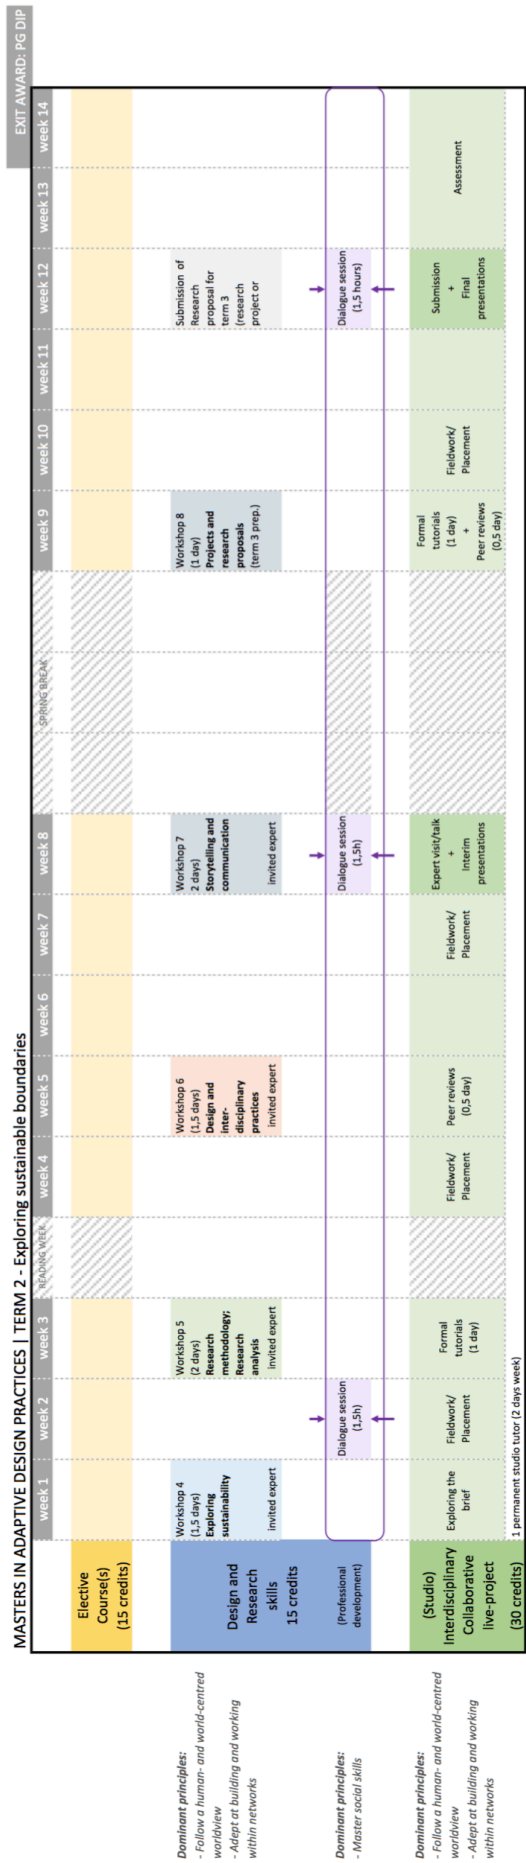 MASTERS IN ADAPTIVE DESIGN PRACTICES | TERM 2 - Exploring sustainable boundaries
EXIT AWARD: PG DIP
week 1
week 2
week 3
READING WEEK
week 4
week 5
week 6
week 7
week 8
SPRING BREAK
week 9
week 10
week 11
week 12
week 13
week 14
Elective
Course(s)
(15 credits)
Dominant principles:
- Follow a human- and world-centred
worldview
- Adept at building and working
within networks
Design and
Research
skills
15 credits
Workshop 4
(1,5 days)
Exploring
sustainability
invited expert
Workshop 5
(2 days)
Research
methodology;
Research
analysis
invited expert
Workshop 6
(1,5 days)
Design and
inter-
disciplinary
practices
invited expert
Workshop 7
2 days)
Storytelling and
communication
invited expert
Workshop 8
(1 day)
Projects and
research
proposals
(term 3 prep.)
Submission of
Research
proposal for
term 3
(research
project or
Dominant principles:
- Master social skills
(Professional
development)
Dialogue session
(1,5h)
Dialogue session
(1,5h)
Dialogue session
(1,5 hours)
Dominant principles:
- Follow a human- and world-centred
worldview
- Adept at building and working
within networks
(Studio)
Interdisciplinary
Collaborative
live-project
(30 credits)
Exploring the
brief
Fieldwork/
Placement
Formal
tutorials
(1 day)
Fieldwork/
Placement
Peer reviews
(0,5 day)
Fieldwork/
Placement
Expert visit/talk
+
Interim
presentations
Formal
tutorials
(1 day)
+
Peer reviews
(0,5 day)
Fieldwork/
Placement
Submission
+
Final
presentations
Assessment
1 permanent studio tutor (2 days week)